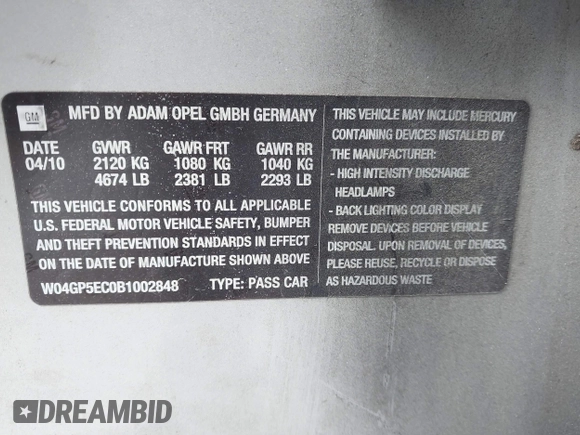 GM
MFD BY ADAM OPEL GMBH GERMANY
DATE GVWR GAWR FRT GAWR RR
04/10 2120 KG 1080 KG 1040 KG
4674 LB 2381 LB 2293 LB
THIS VEHICLE CONFORMS TO ALL APPLICABLE
U.S. FEDERAL MOTOR VEHICLE SAFETY, BUMPER
AND THEFT PREVENTION STANDARDS IN EFFECT
ON THE DATE OF MANUFACTURE SHOWN ABOVE
W04GP5EC0B1002848 TYPE: PASS CAR
THIS VEHICLE MAY INCLUDE MERCURY
CONTAINING DEVICES INSTALLED BY
THE MANUFACTURER:
- HIGH INTENSITY DISCHARGE
HEADLAMPS
- BACK LIGHTING COLOR DISPLAY
REMOVE DEVICES BEFORE VEHICLE
DISPOSAL. UPON REMOVAL OF DEVICES,
PLEASE REUSE, RECYCLE OR DISPOSE
AS HAZARDOUS WASTE
DREAMBID